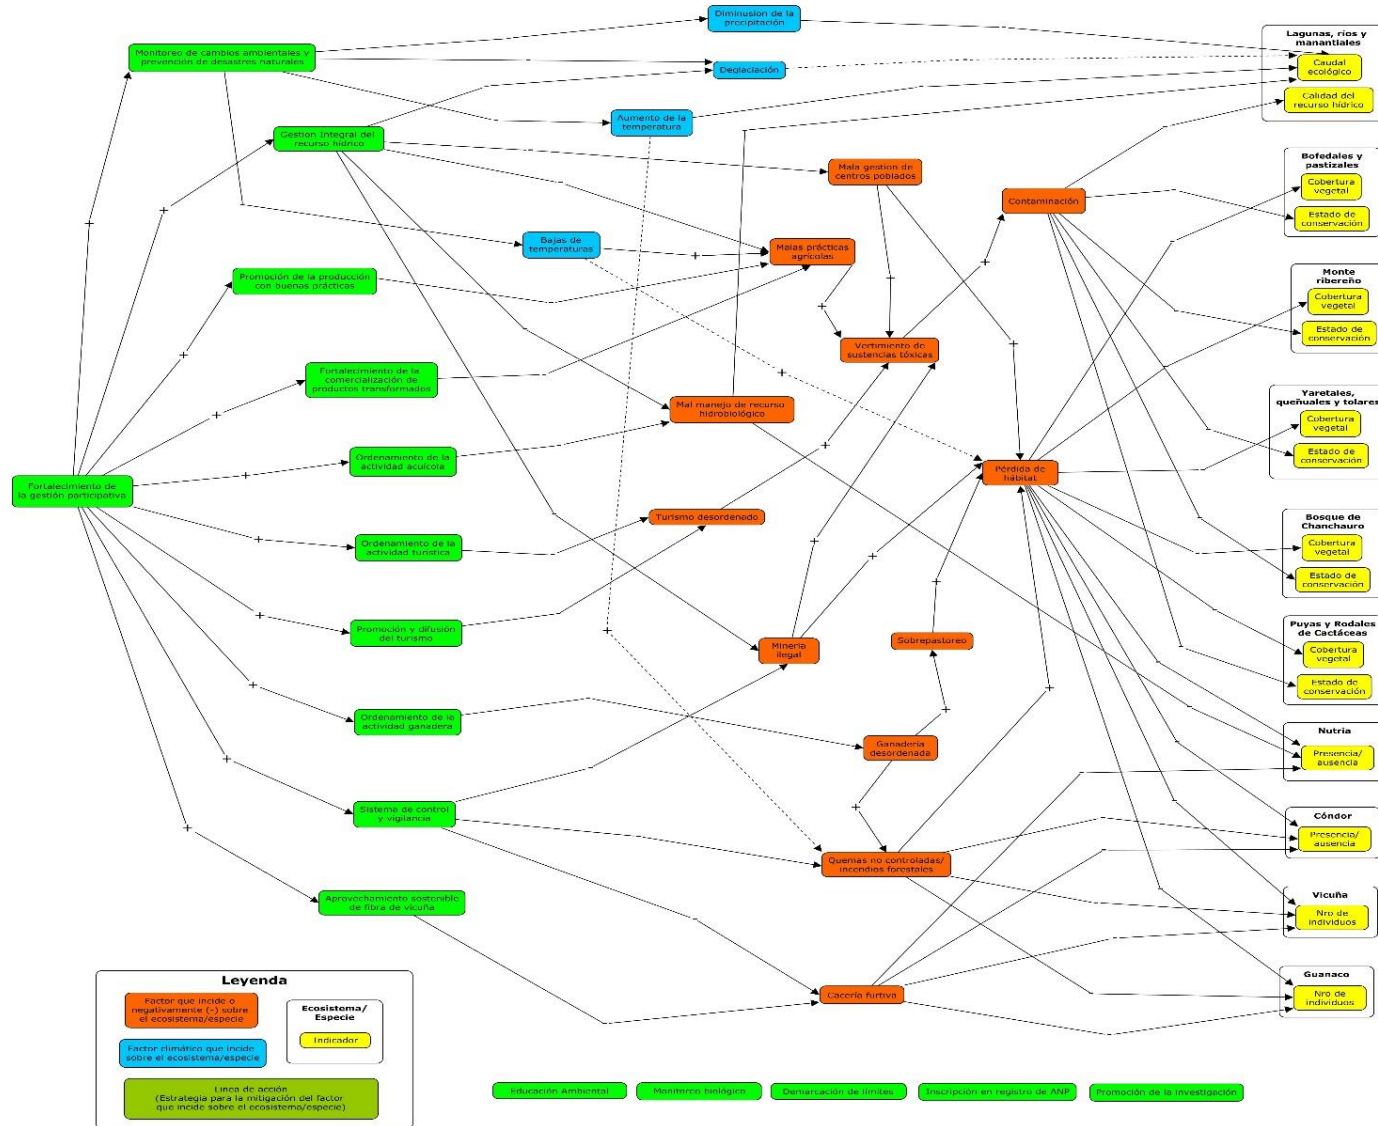 Diminusion de la
precipitación
Lagunas, ríos y
manantiales
Monitoreo de cambios ambientales y
prevención de desastres naturales
Deglaciación
Caudal
ecológico
Calidad del
recurso hídrico
Aumento de la
temperatura
Gestion Integral del
recurso hídrico
Mala gestion de
centros poblados
Contaminación
Bofedales y
pastizales
Cobertura
vegetal
Estado de
conservación
Bajas de
temperaturas
Malas prácticas
agrícolas
Promoción de la producción
con buenas prácticas
Monte
ribereño
Cobertura
vegetal
Estado de
conservación
Vertimiento de
sustencias tóxicas
Fortalecimiento de la
comercialización de
productos transformados
Mal manejo de recurso
hidrobiológico
Yaretales,
queñuales y tolares
Cobertura
vegetal
Estado de
conservación
Ordenamiento de la
actividad acuícola
Pérdida de
hábitat
Fortalecimiento de
la gestión participativa
Turismo desordenado
Ordenamiento de la
actividad turística
Bosque de
Chanchauro
Cobertura
vegetal
Estado de
conservación
Promoción y difusión
del turismo
Minería
ilegal
Sobrepastoreo
Puyas y Rodales
de Cactáceas
Cobertura
vegetal
Estado de
conservación
Ordenamiento de la
actividad ganadera
Ganadería
desordenada
Nutria
Presencia/
ausencia
Sistema de control
y vigilancia
Cóndor
Presencia/
ausencia
Quemas no controladas/
incendios forestales
Aprovechamiento sostenible
de fibra de vicuña
Vicuña
Nro de
individuos
Cacería furtiva
Guanaco
Nro de
individuos
Leyenda
Factor que incide o
negativamente (-) sobre
el ecosistema/especie
Ecosistema/
Especie
Indicador
Factor climático que incide
sobre el ecosistema/especie
Linea de acción
(Estrategia para la mitigación del factor
que incide sobre el ecosistema/especie)
Educación Ambiental
Monitoreo biológico
Demarcación de límites
Inscripción en registro de ANP
Promoción de la investigación